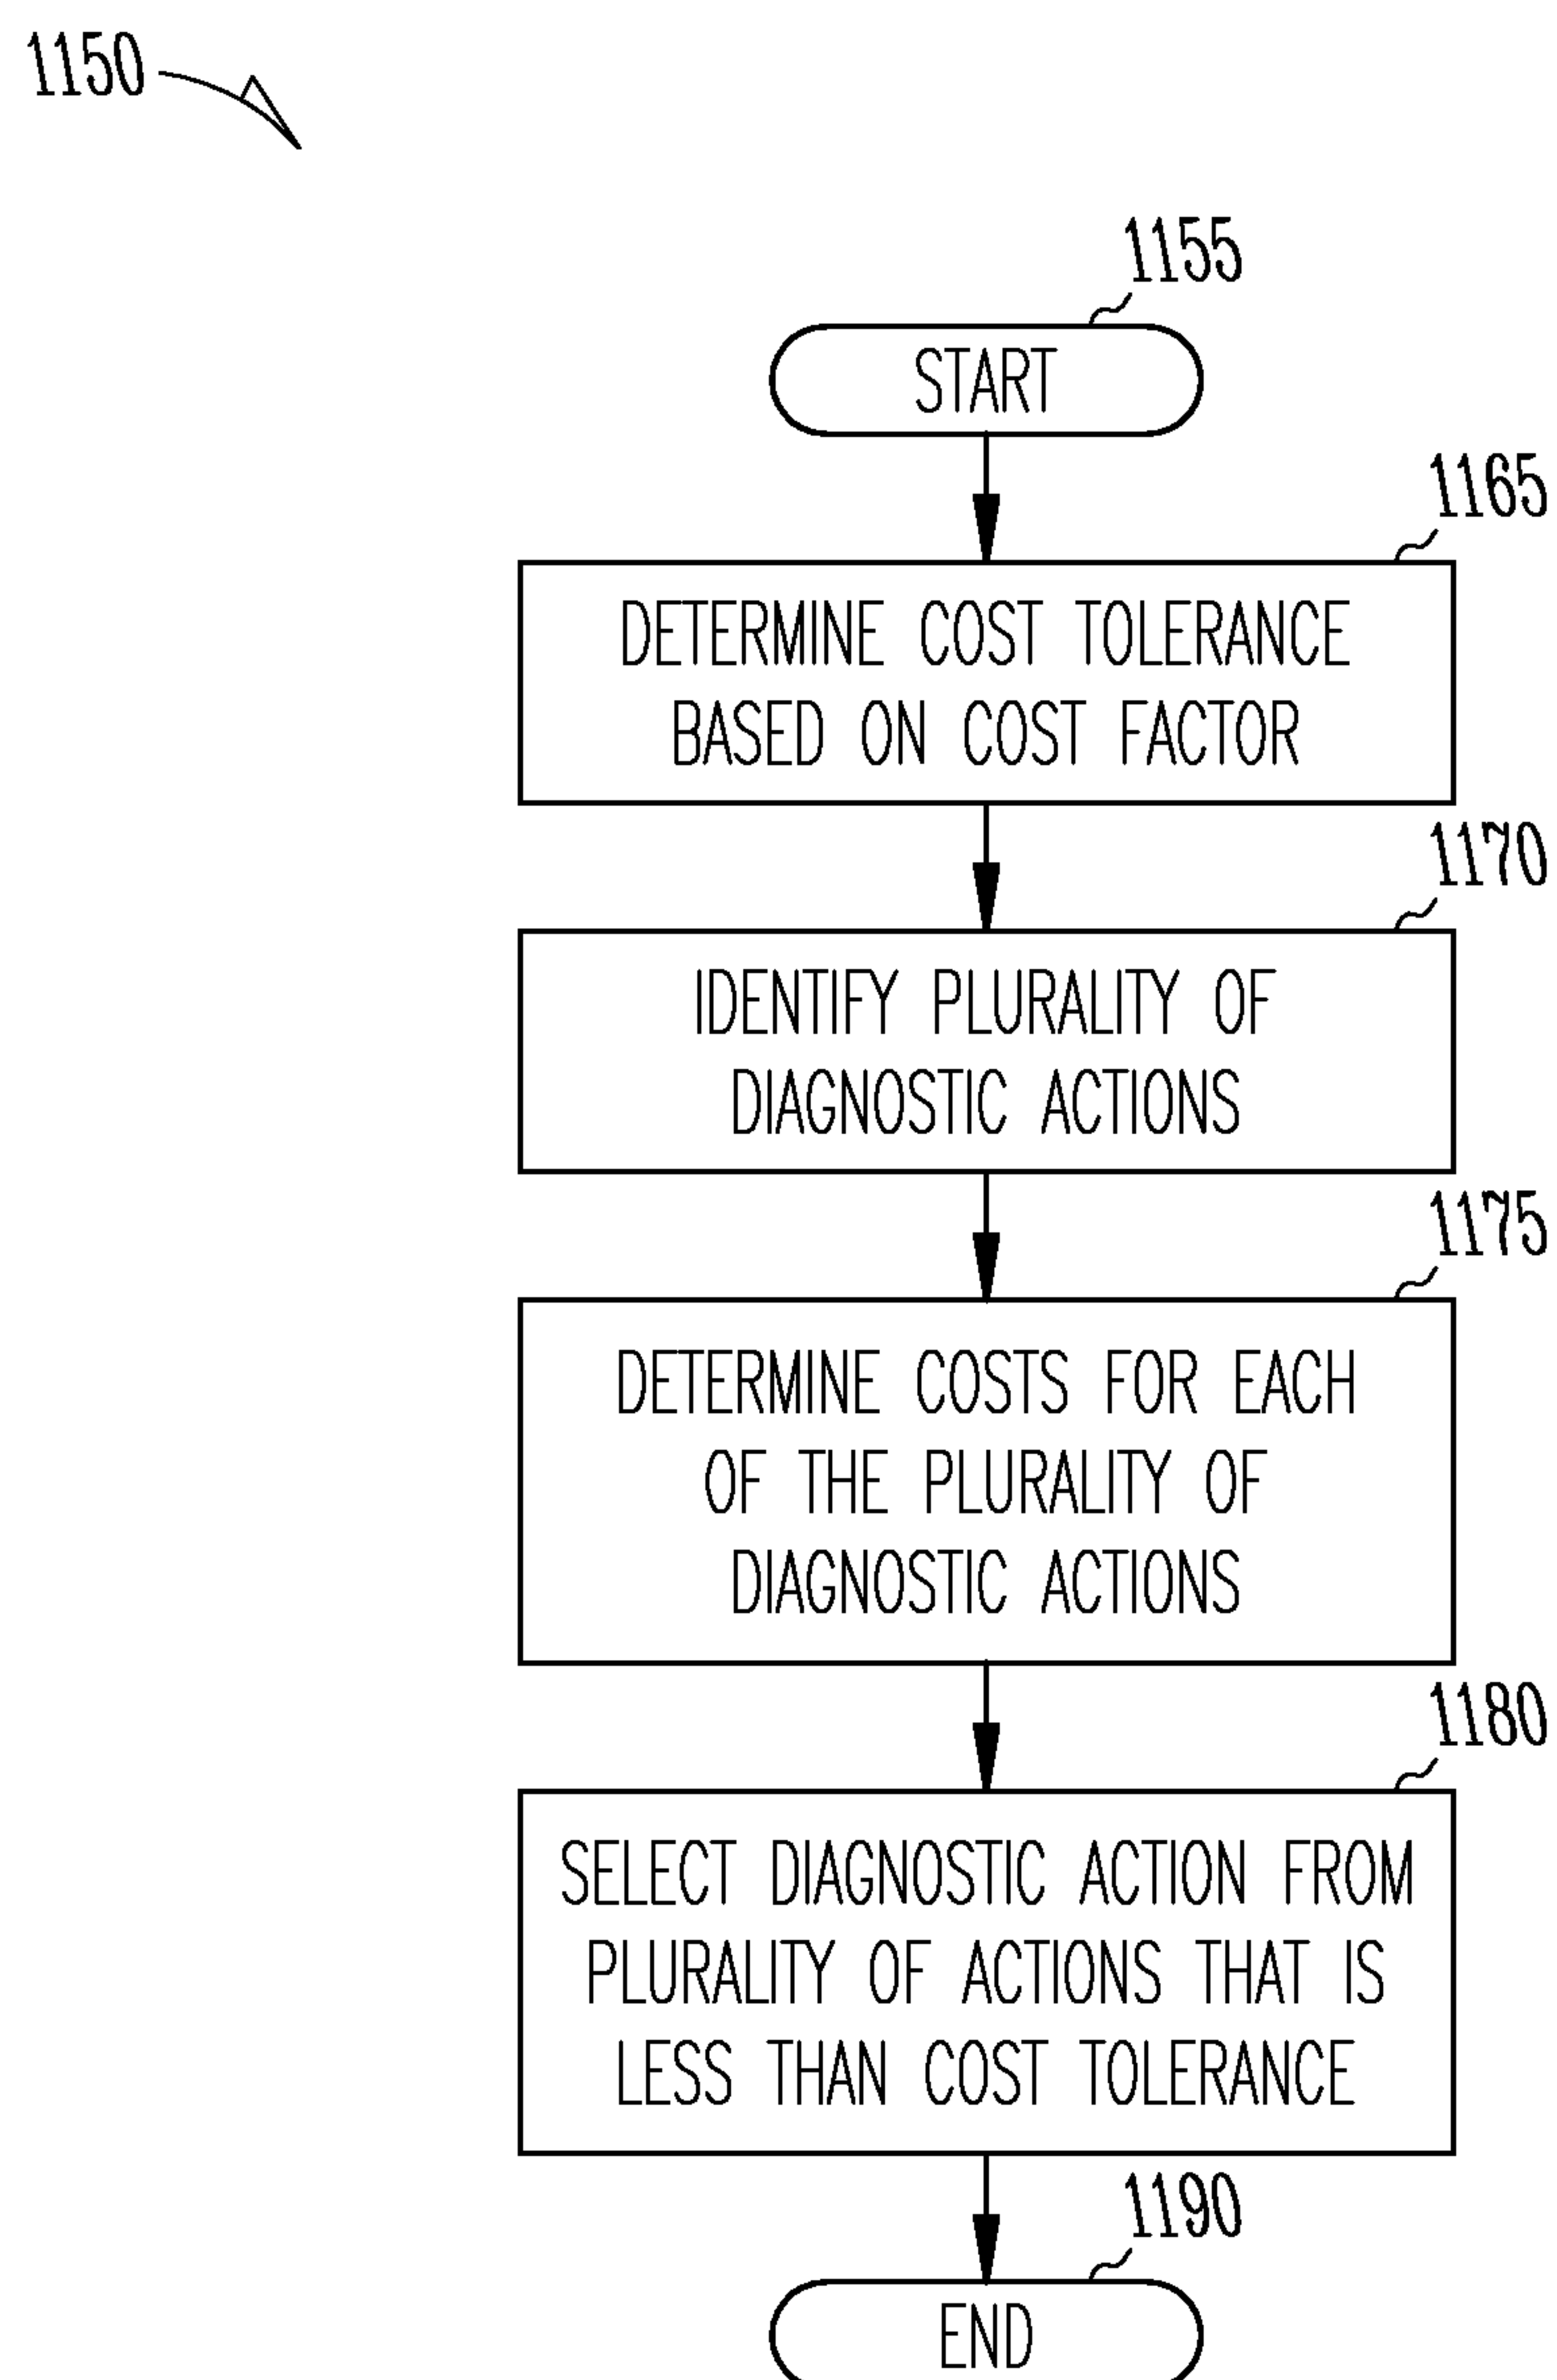 1150
1155
START
1165
DETERMINE COST TOLERANCE
BASED ON COST FACTOR
1170
IDENTIFY PLURALITY OF
DIAGNOSTIC ACTIONS
1175
DETERMINE COSTS FOR EACH
OF THE PLURALITY OF
DIAGNOSTIC ACTIONS
1180
SELECT DIAGNOSTIC ACTION FROM
PLURALITY OF ACTIONS THAT IS
LESS THAN COST TOLERANCE
1190
END